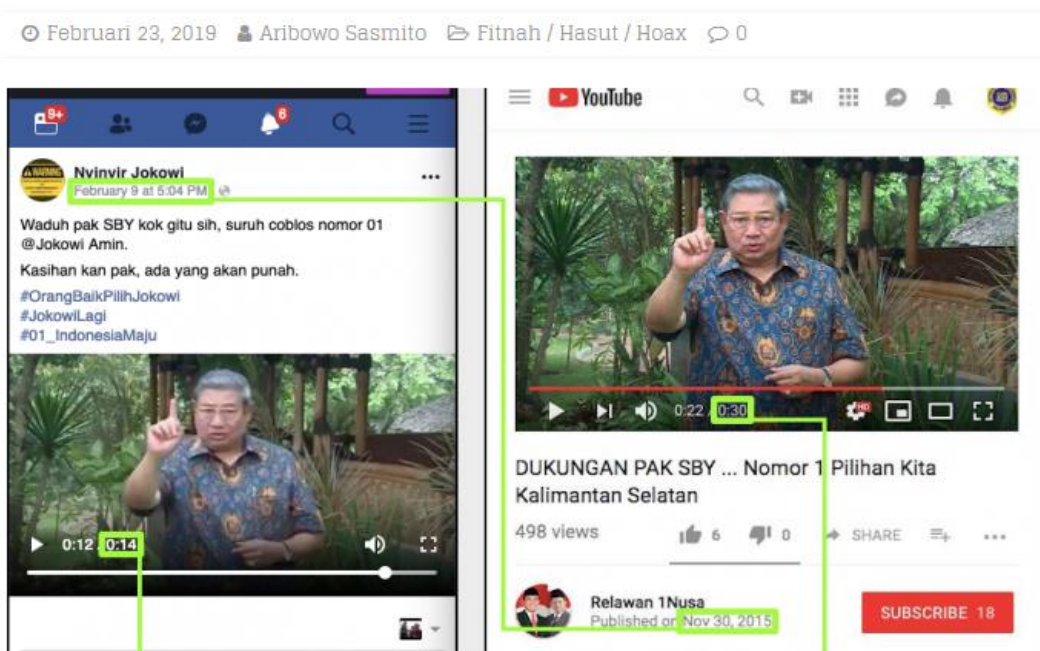 Februari 23, 2019 Aribowo Sasmito Fitnah / Hasut / Hoax 0
9+
6
Nvinvir Jokowi
February 9 at 5:04 PM
Waduh pak SBY kok gitu sih, suruh coblos nomor 01
@Jokowi Amin.
Kasihan kan pak, ada yang akan punah.
#OrangBaikPilihJokowi
#JokowiLagi
#01_IndonesiaMaju
0:12 / 0:14
YouTube
0:22 / 0:30
HD
DUKUNGAN PAK SBY ... Nomor 1 Pilihan Kita
Kalimantan Selatan
498 views 6 0 SHARE
Relawan 1Nusa
Published on Nov 30, 2015
SUBSCRIBE 18